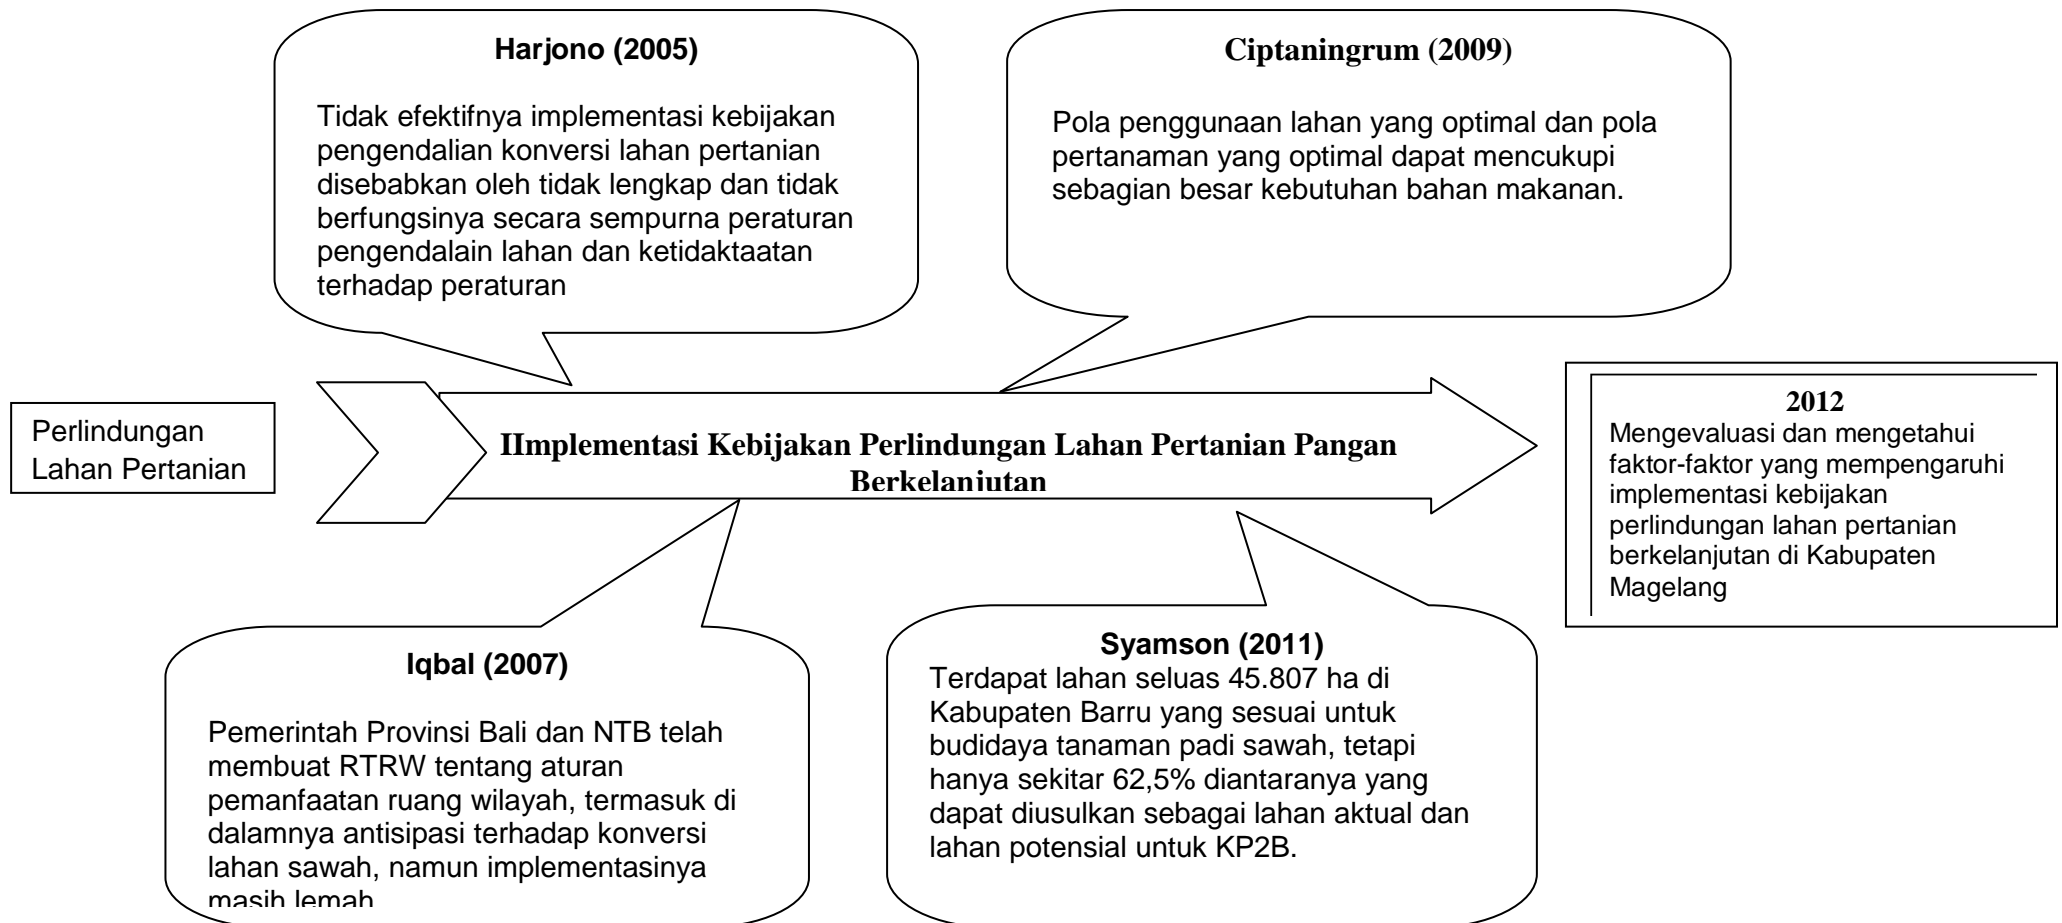 Harjono (2005)
Tidak efektifnya implementasi kebijakan
pengendalian konversi lahan pertanian
disebabkan oleh tidak lengkap dan tidak
berfungsinya secara sempurna peraturan
pengendalain lahan dan ketidaktaatan
terhadap peraturan
Ciptaningrum (2009)
Pola penggunaan lahan yang optimal dan pola
pertanaman yang optimal dapat mencukupi
sebagian besar kebutuhan bahan makanan.
Perlindungan
Lahan Pertanian
IImplementasi Kebijakan Perlindungan Lahan Pertanian Pangan
Berkelanjutan
2012
Mengevaluasi dan mengetahui
faktor-faktor yang mempengaruhi
implementasi kebijakan
perlindungan lahan pertanian
berkelanjutan di Kabupaten
Magelang
Iqbal (2007)
Pemerintah Provinsi Bali dan NTB telah
membuat RTRW tentang aturan
pemanfaatan ruang wilayah, termasuk di
dalamnya antisipasi terhadap konversi
lahan sawah, namun implementasinya
masih lemah
Syamson (2011)
Terdapat lahan seluas 45.807 ha di
Kabupaten Barru yang sesuai untuk
budidaya tanaman padi sawah, tetapi
hanya sekitar 62,5% diantaranya yang
dapat diusulkan sebagai lahan aktual dan
lahan potensial untuk KP2B.